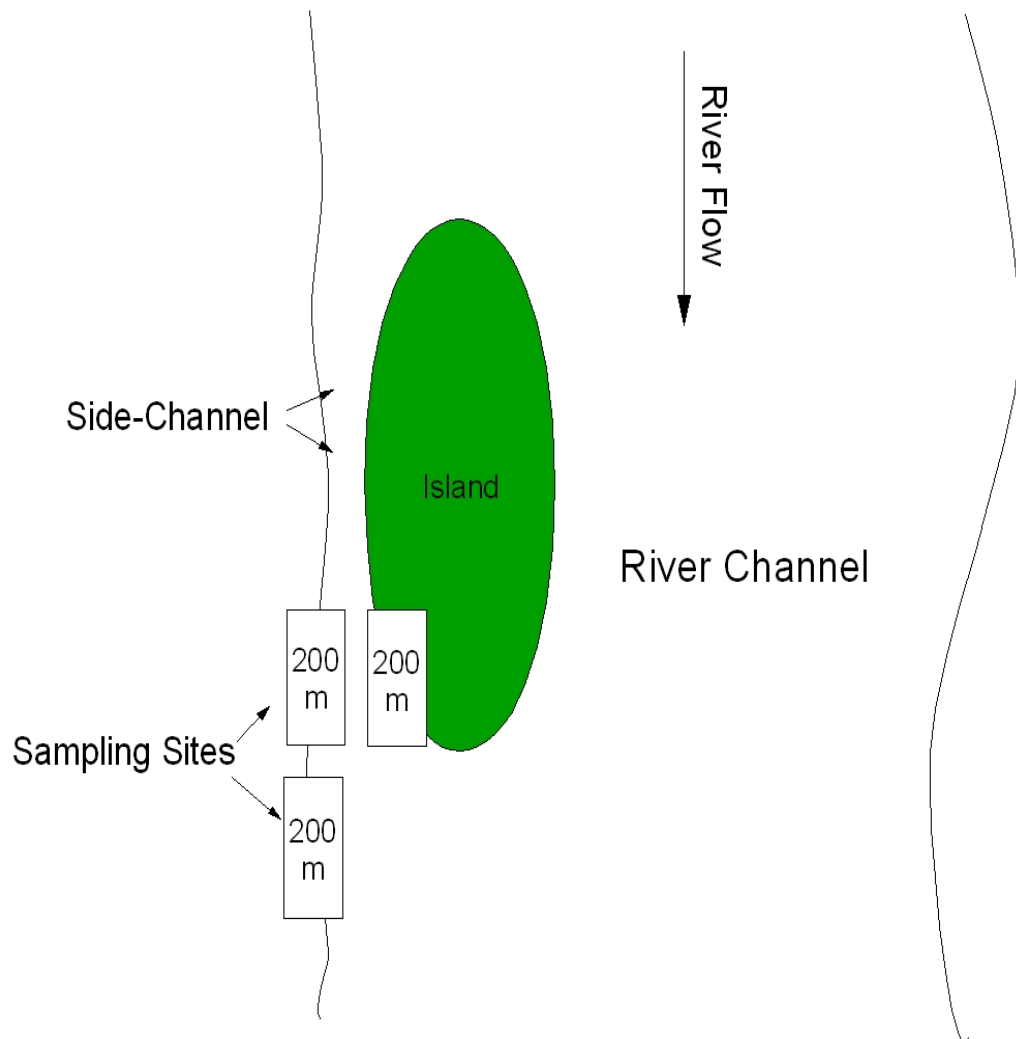 River Flow
Side-Channel
Island
River Channel
200
m
200
m
Sampling Sites
200
m